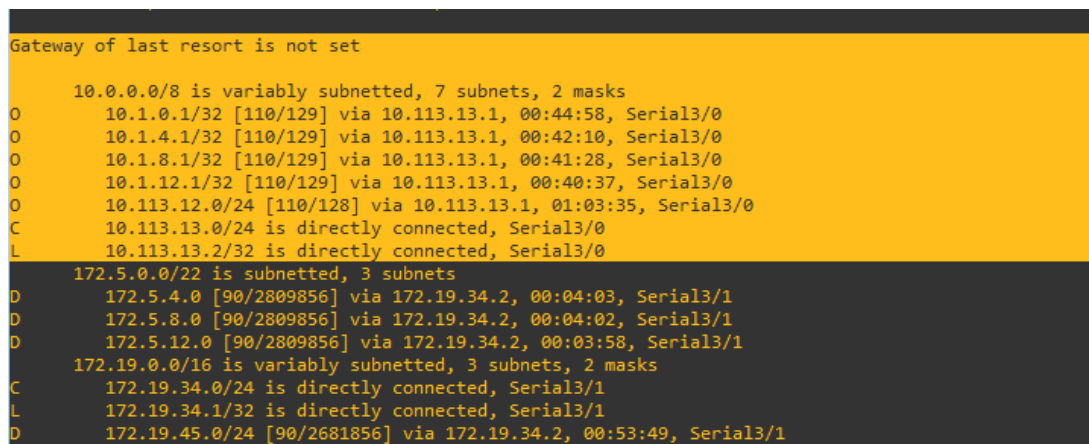 Gateway of last resort is not set
10.0.0.0/8 is variably subnetted, 7 subnets, 2 masks
O 10.1.0.1/32 [110/129] via 10.113.13.1, 00:44:58, Serial3/0
O 10.1.4.1/32 [110/129] via 10.113.13.1, 00:42:10, Serial3/0
O 10.1.8.1/32 [110/129] via 10.113.13.1, 00:41:28, Serial3/0
O 10.1.12.1/32 [110/129] via 10.113.13.1, 00:40:37, Serial3/0
O 10.113.12.0/24 [110/128] via 10.113.13.1, 01:03:35, Serial3/0
C 10.113.13.0/24 is directly connected, Serial3/0
L 10.113.13.2/32 is directly connected, Serial3/0
172.5.0.0/22 is subnetted, 3 subnets
D 172.5.4.0 [90/2809856] via 172.19.34.2, 00:04:03, Serial3/1
D 172.5.8.0 [90/2809856] via 172.19.34.2, 00:04:02, Serial3/1
D 172.5.12.0 [90/2809856] via 172.19.34.2, 00:03:58, Serial3/1
172.19.0.0/16 is variably subnetted, 3 subnets, 2 masks
C 172.19.34.0/24 is directly connected, Serial3/1
L 172.19.34.1/32 is directly connected, Serial3/1
D 172.19.45.0/24 [90/2681856] via 172.19.34.2, 00:53:49, Serial3/1